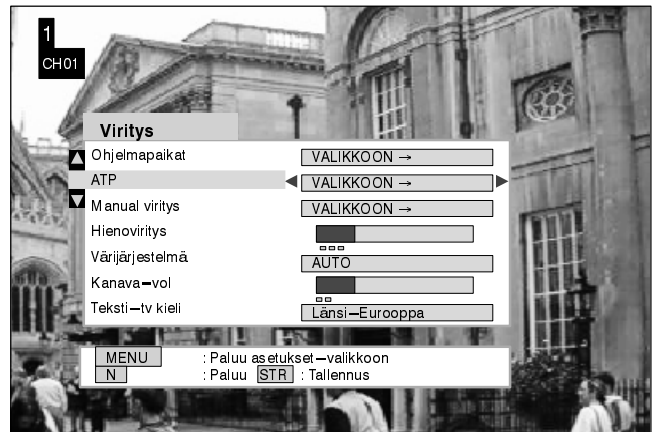 1
CH01
Viritys
Ohjelmapaikat VALIKKOON →
ATP VALIKKOON →
Manual viritys VALIKKOON →
Hienoviritys
Värijärjestelmä AUTO
Kanava–vol
Teksti–tv kieli Länsi–Eurooppa
MENU : Paluu asetukset–valikkoon
N : Paluu STR : Tallennus